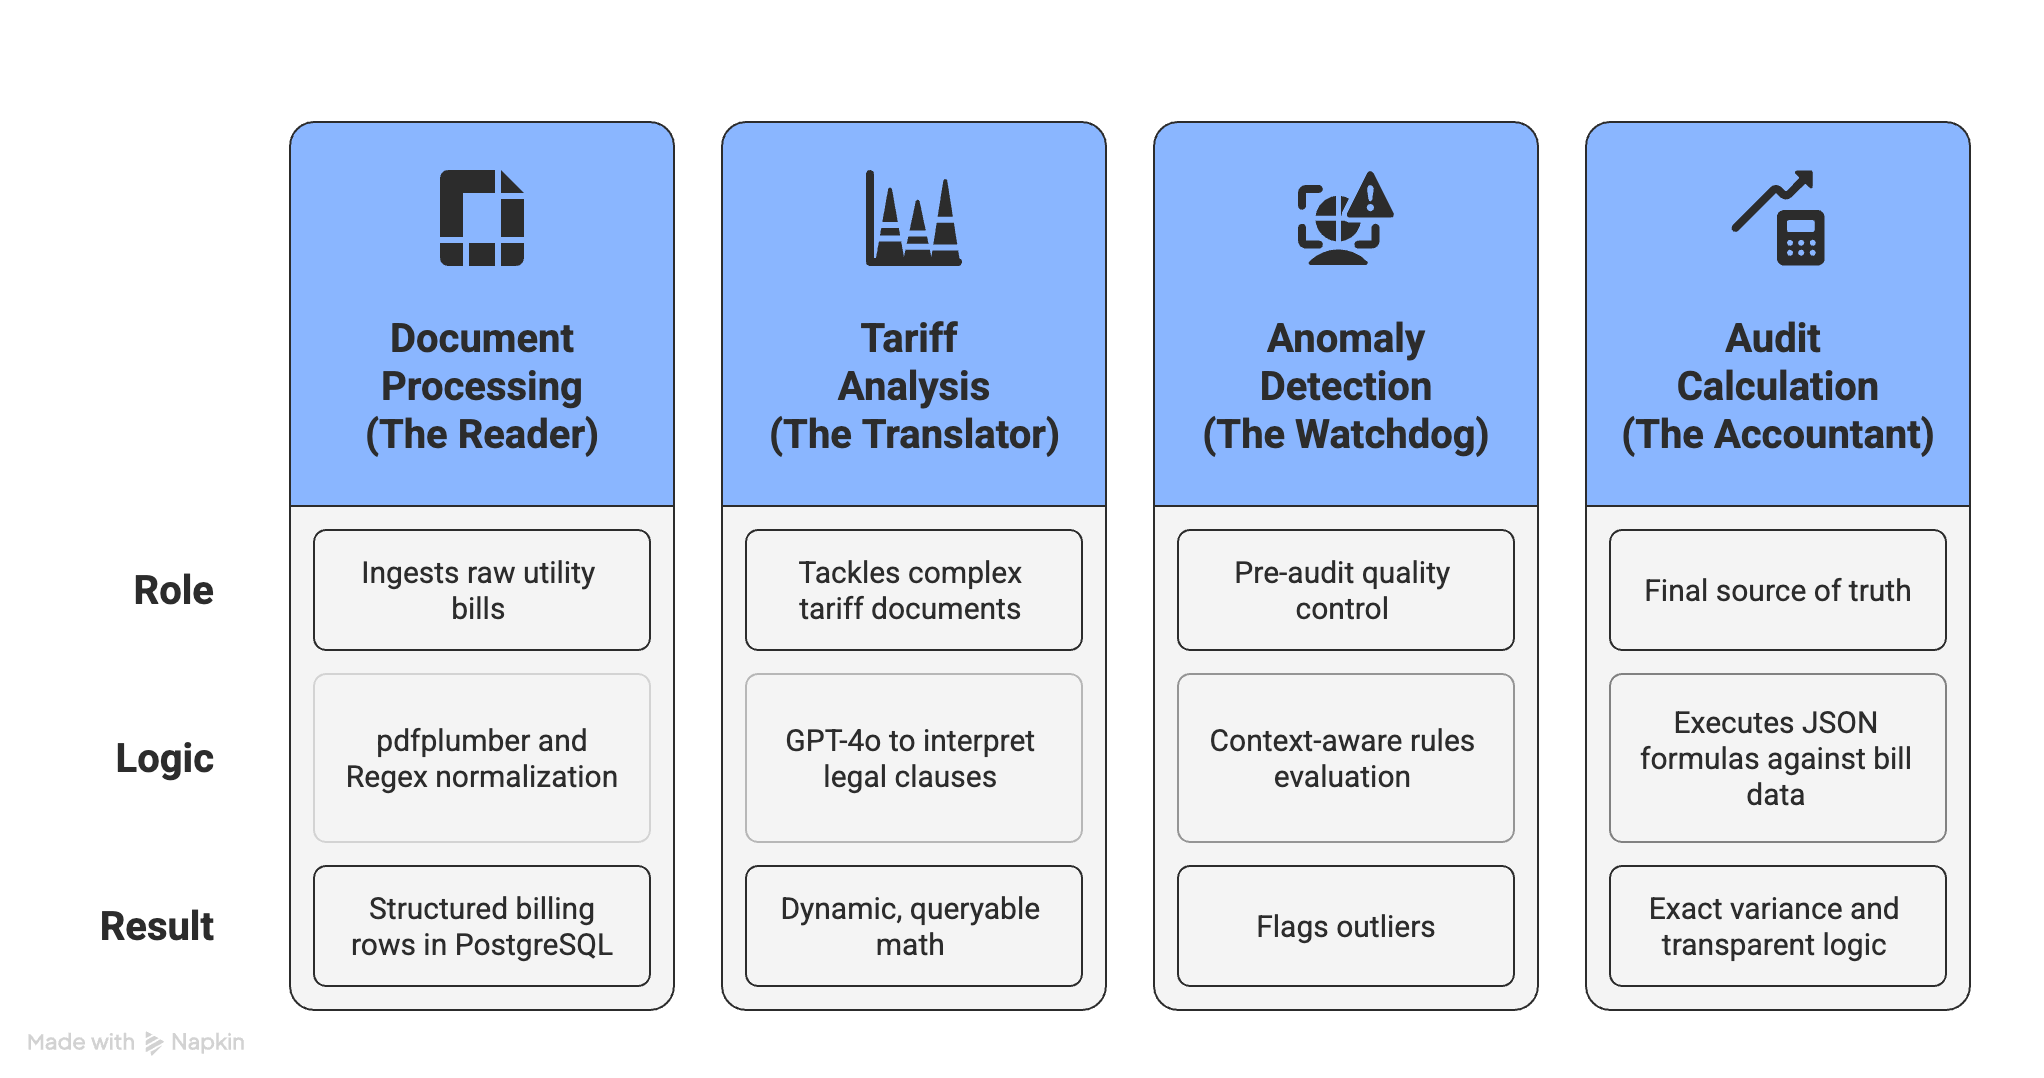 Document
Processing
(The Reader)
Tariff
Analysis
(The Translator)
Anomaly
Detection
(The Watchdog)
Audit
Calculation
(The Accountant)
Role
Ingests raw utility
bills
Tackles complex
tariff documents
Pre-audit quality
control
Final source of truth
Logic
pdfplumber and
Regex normalization
GPT-4o to interpret
legal clauses
Context-aware rules
evaluation
Executes JSON
formulas against bill
data
Result
Structured billing
rows in PostgreSQL
Dynamic, queryable
math
Flags outliers
Exact variance and
transparent logic
Made with Napkin